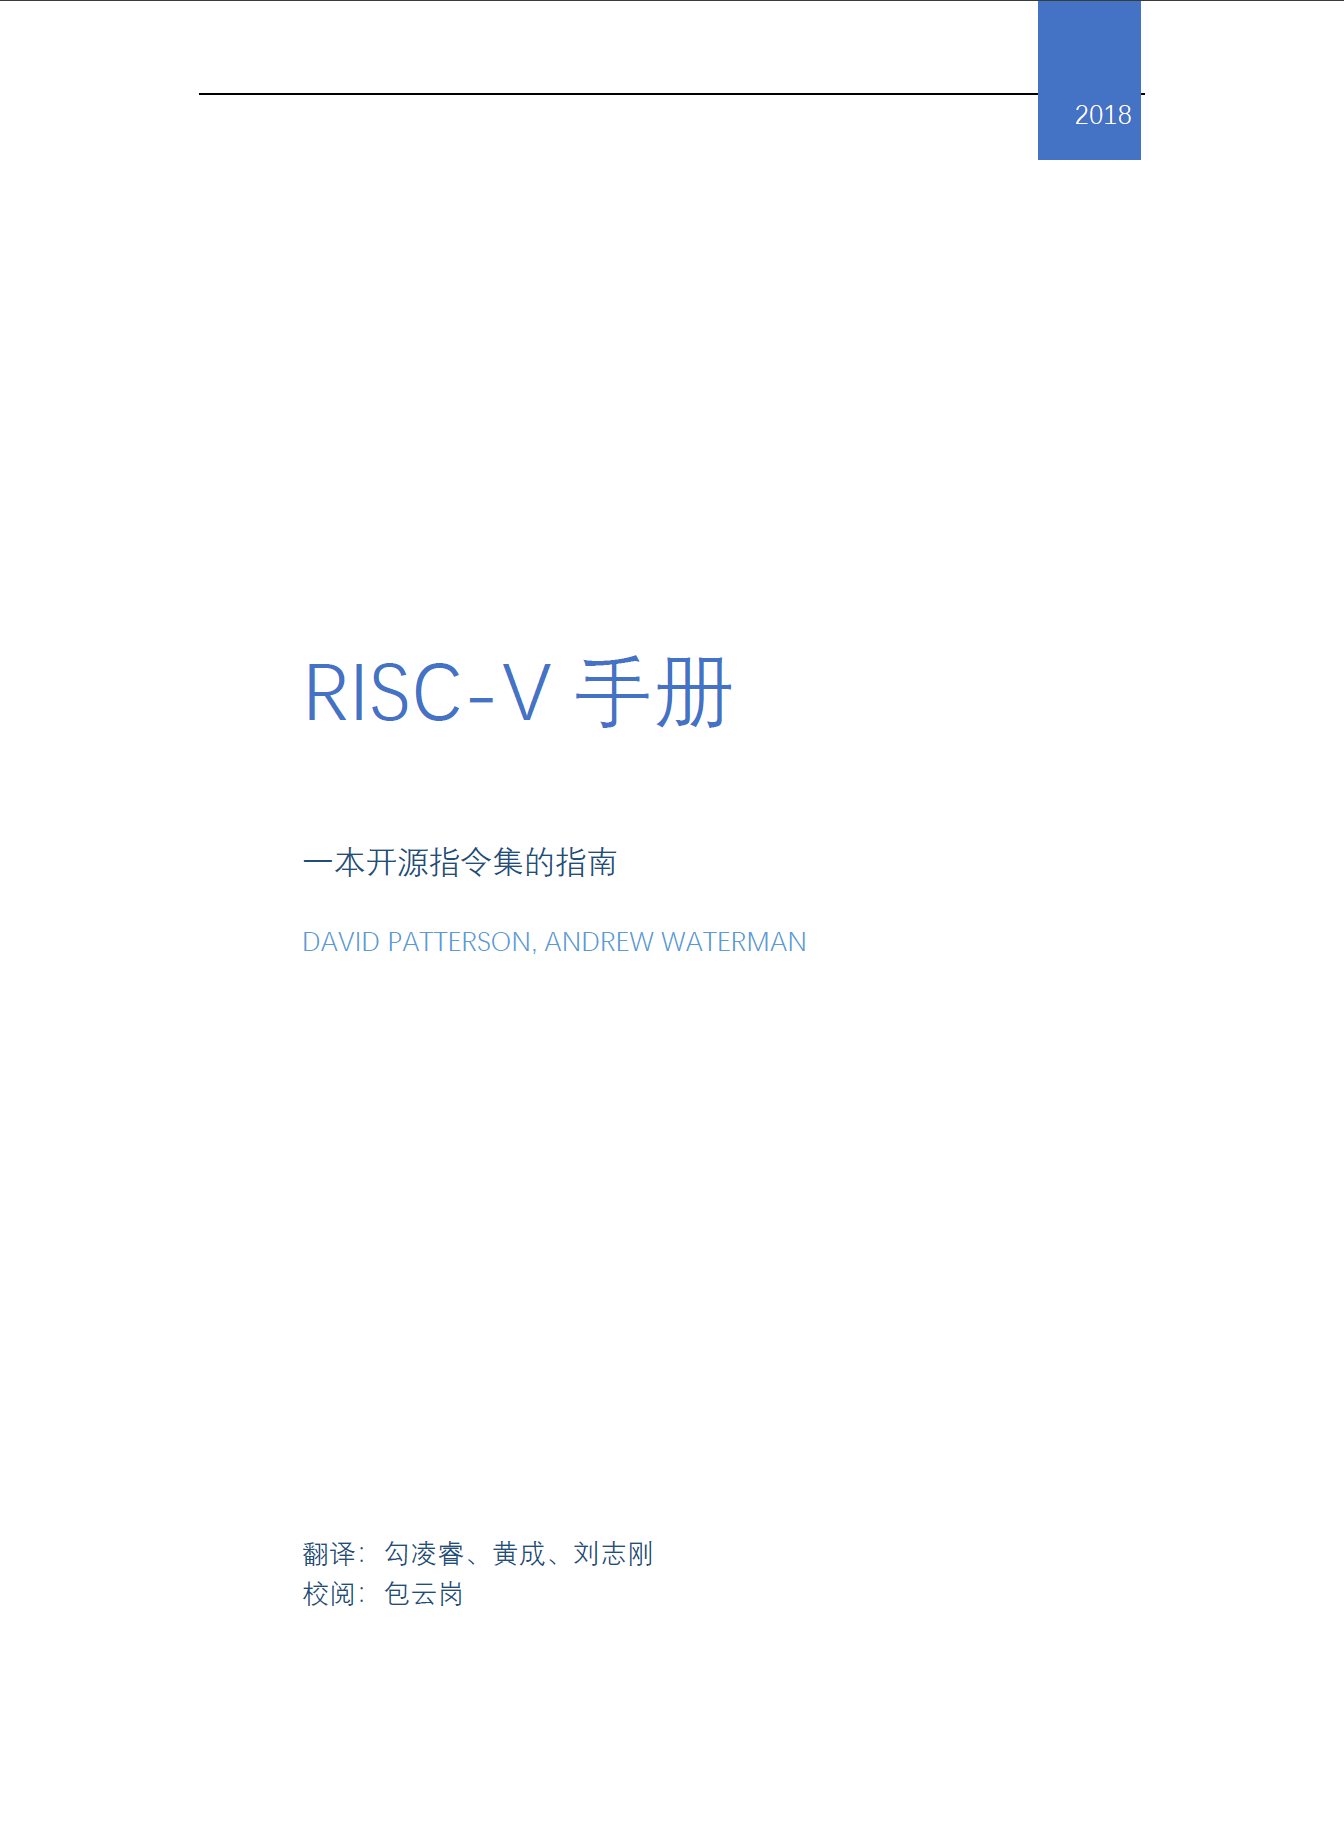 2018
RISC-V 手册
一本开源指令集的指南
DAVID PATTERSON, ANDREW WATERMAN
翻译：勾凌睿、黄成、刘志刚
校阅：包云岗